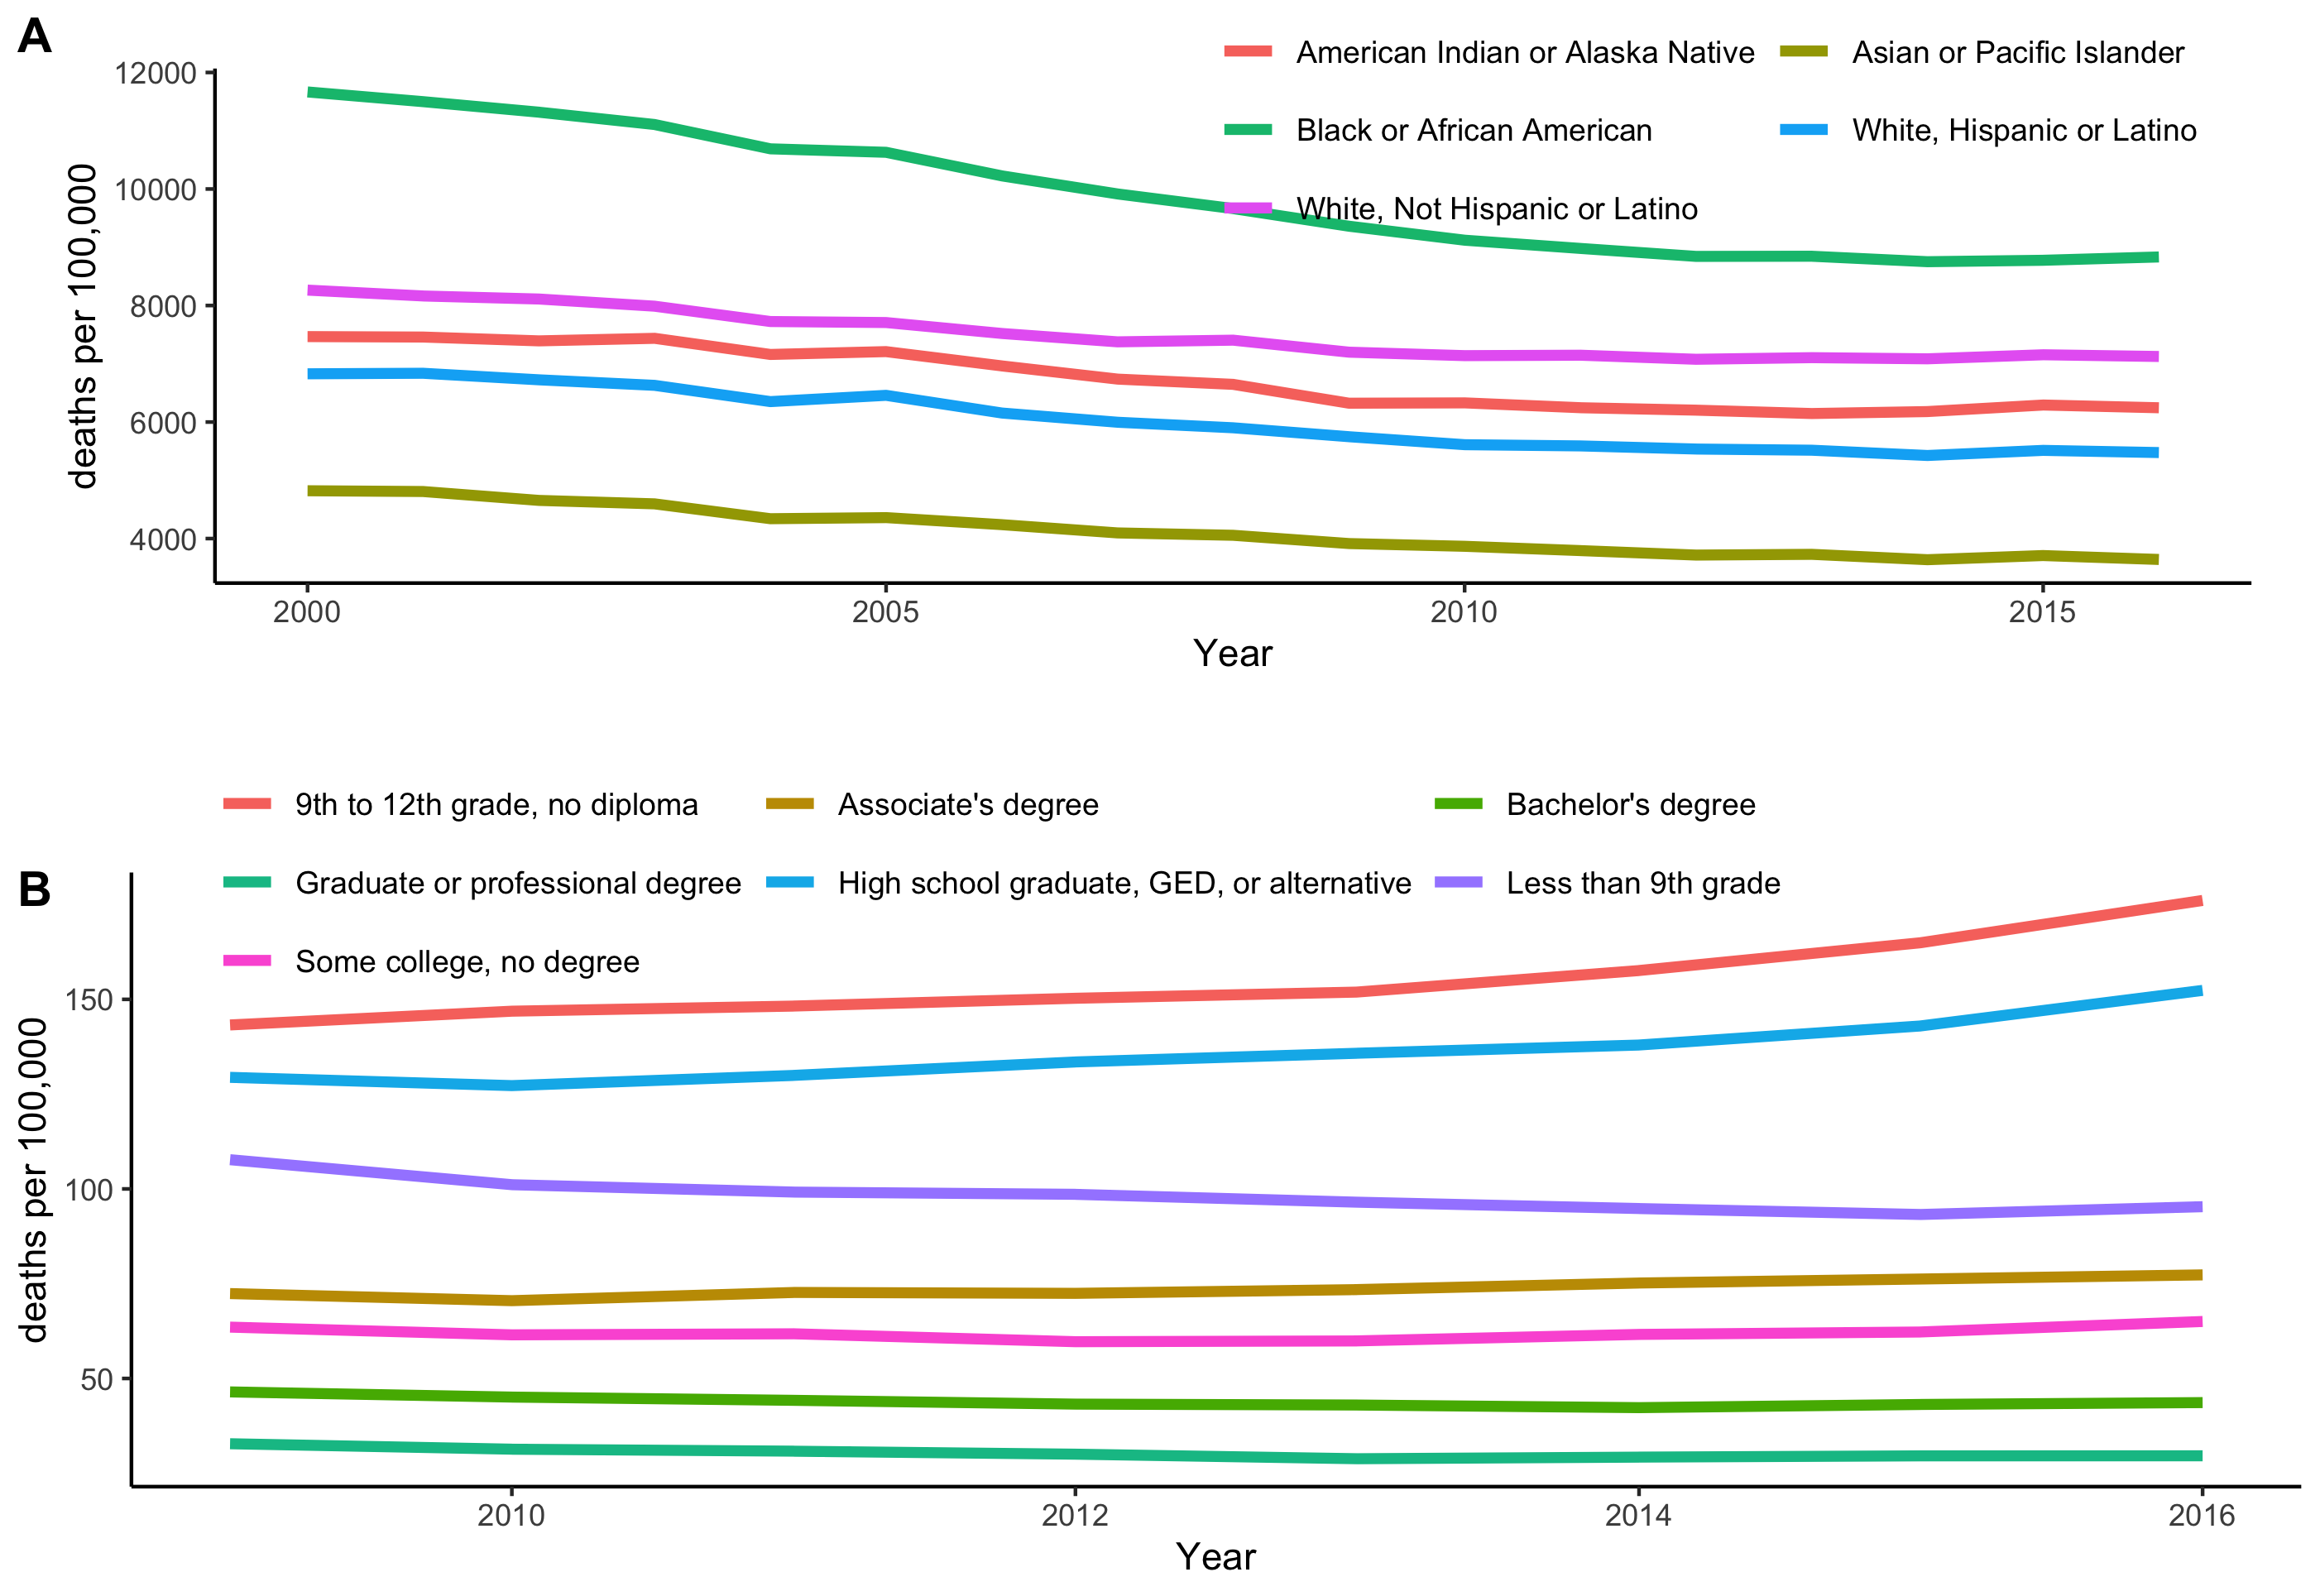 A
American Indian or Alaska Native Asian or Pacific Islander
Black or African American White, Hispanic or Latino
White, Not Hispanic or Latino
deaths per 100,000
12000
10000
8000
6000
4000
2000 2005 2010 2015
Year
B
9th to 12th grade, no diploma Associate's degree Bachelor's degree
Graduate or professional degree High school graduate, GED, or alternative Less than 9th grade
Some college, no degree
deaths per 100,000
150
100
50
2010 2012 2014 2016
Year